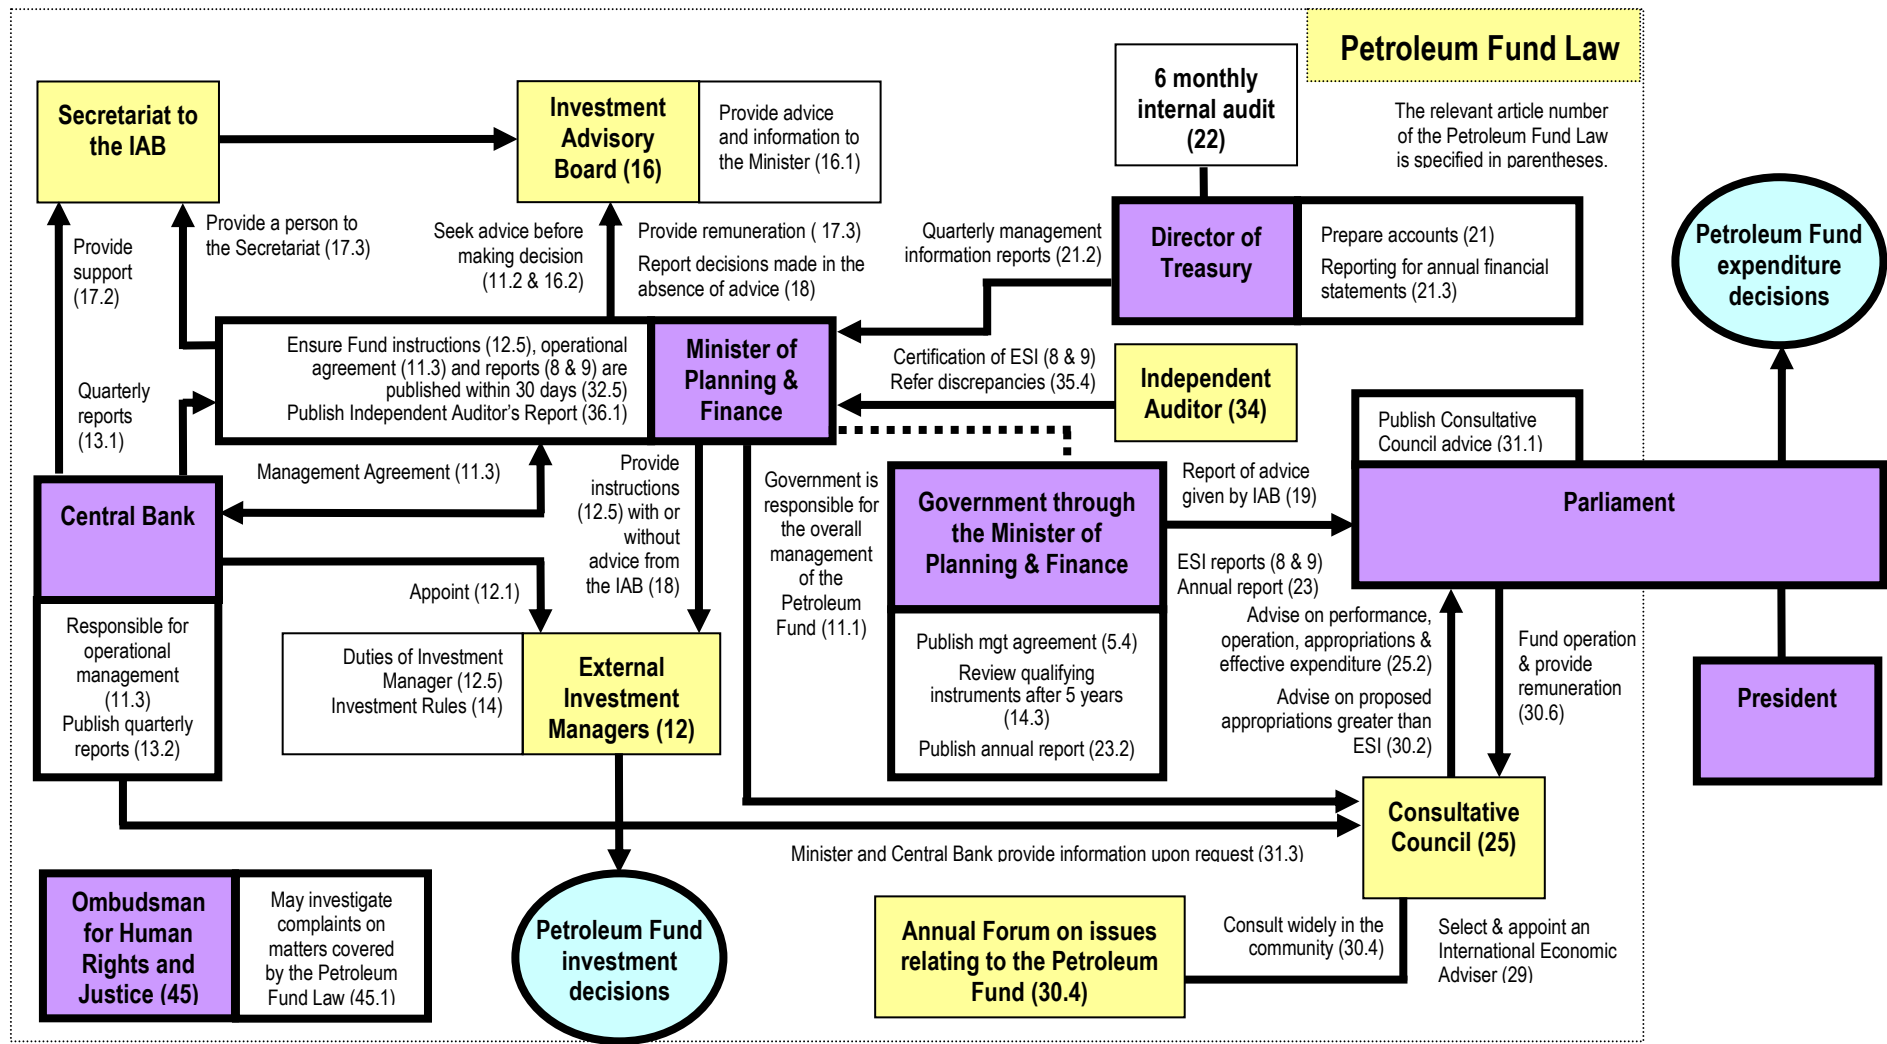 Petroleum Fund Law
The relevant article number
of the Petroleum Fund Law
is specified in parentheses.
Secretariat to
the IAB
Investment
Advisory
Board (16)
Provide advice
and information to
the Minister (16.1)
6 monthly
internal audit
(22)
Director of
Treasury
Prepare accounts (21)
Reporting for annual financial
statements (21.3)
Petroleum Fund
expenditure
decisions
Provide
support
(17.2)
Provide a person to
the Secretariat (17.3)
Seek advice before
making decision
(11.2 & 16.2)
Provide remuneration ( 17.3)
Report decisions made in the
absence of advice (18)
Quarterly management
information reports (21.2)
Ensure Fund instructions (12.5), operational
agreement (11.3) and reports (8 & 9) are
published within 30 days (32.5)
Publish Independent Auditor's Report (36.1)
Minister of
Planning &
Finance
Certification of ESI (8 & 9)
Refer discrepancies (35.4)
Independent
Auditor (34)
Quarterly
reports
(13.1)
Management Agreement (11.3)
Provide
instructions
(12.5) with or
without
advice from
the IAB (18)
Government is
responsible for
the overall
management
of the
Petroleum
Fund (11.1)
Government through
the Minister of
Planning & Finance
Publish mgt agreement (5.4)
Review qualifying
instruments after 5 years
(14.3)
Publish annual report (23.2)
Report of advice
given by IAB (19)
ESI reports (8 & 9)
Annual report (23)
Publish Consultative
Council advice (31.1)
Parliament
President
Central Bank
Responsible for
operational
management
(11.3)
Publish quarterly
reports (13.2)
Appoint (12.1)
Duties of Investment
Manager (12.5)
Investment Rules (14)
External
Investment
Managers (12)
Advise on performance,
operation, appropriations &
effective expenditure (25.2)
Advise on proposed
appropriations greater than
ESI (30.2)
Fund operation
& provide
remuneration
(30.6)
Consultative
Council (25)
Minister and Central Bank provide information upon request (31.3)
Ombudsman
for Human
Rights and
Justice (45)
May investigate
complaints on
matters covered
by the Petroleum
Fund Law (45.1)
Petroleum Fund
investment
decisions
Annual Forum on issues
relating to the Petroleum
Fund (30.4)
Consult widely in the
community (30.4)
Select & appoint an
International Economic
Adviser (29)